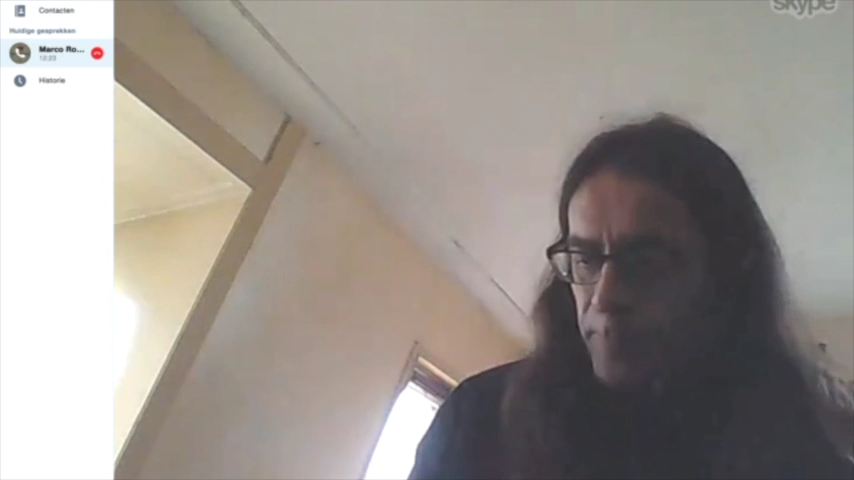 Contacten
Huidige gesprekken
Marco Ro...
12:23
Historie
skype